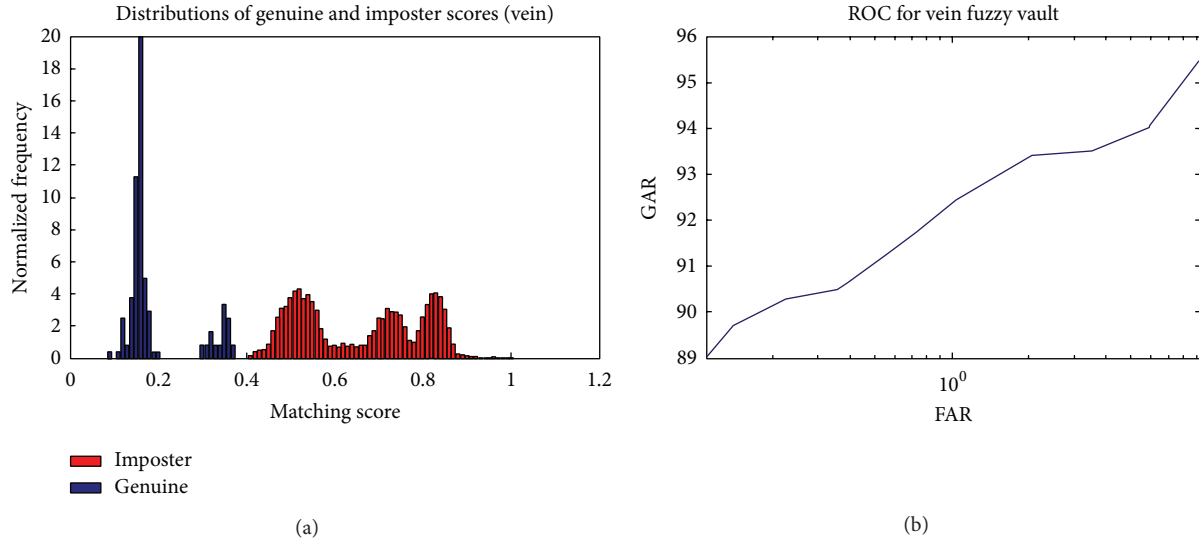 Distributions of genuine and imposter scores (vein)
20
18
16
14
12
10
8
6
4
2
0
Normalized frequency
0 0.2 0.4 0.6 0.8 1 1.2
Matching score
Imposter
Genuine
(a)
ROC for vein fuzzy vault
96
95
94
93
92
91
90
89
GAR
10⁰
FAR
(b)